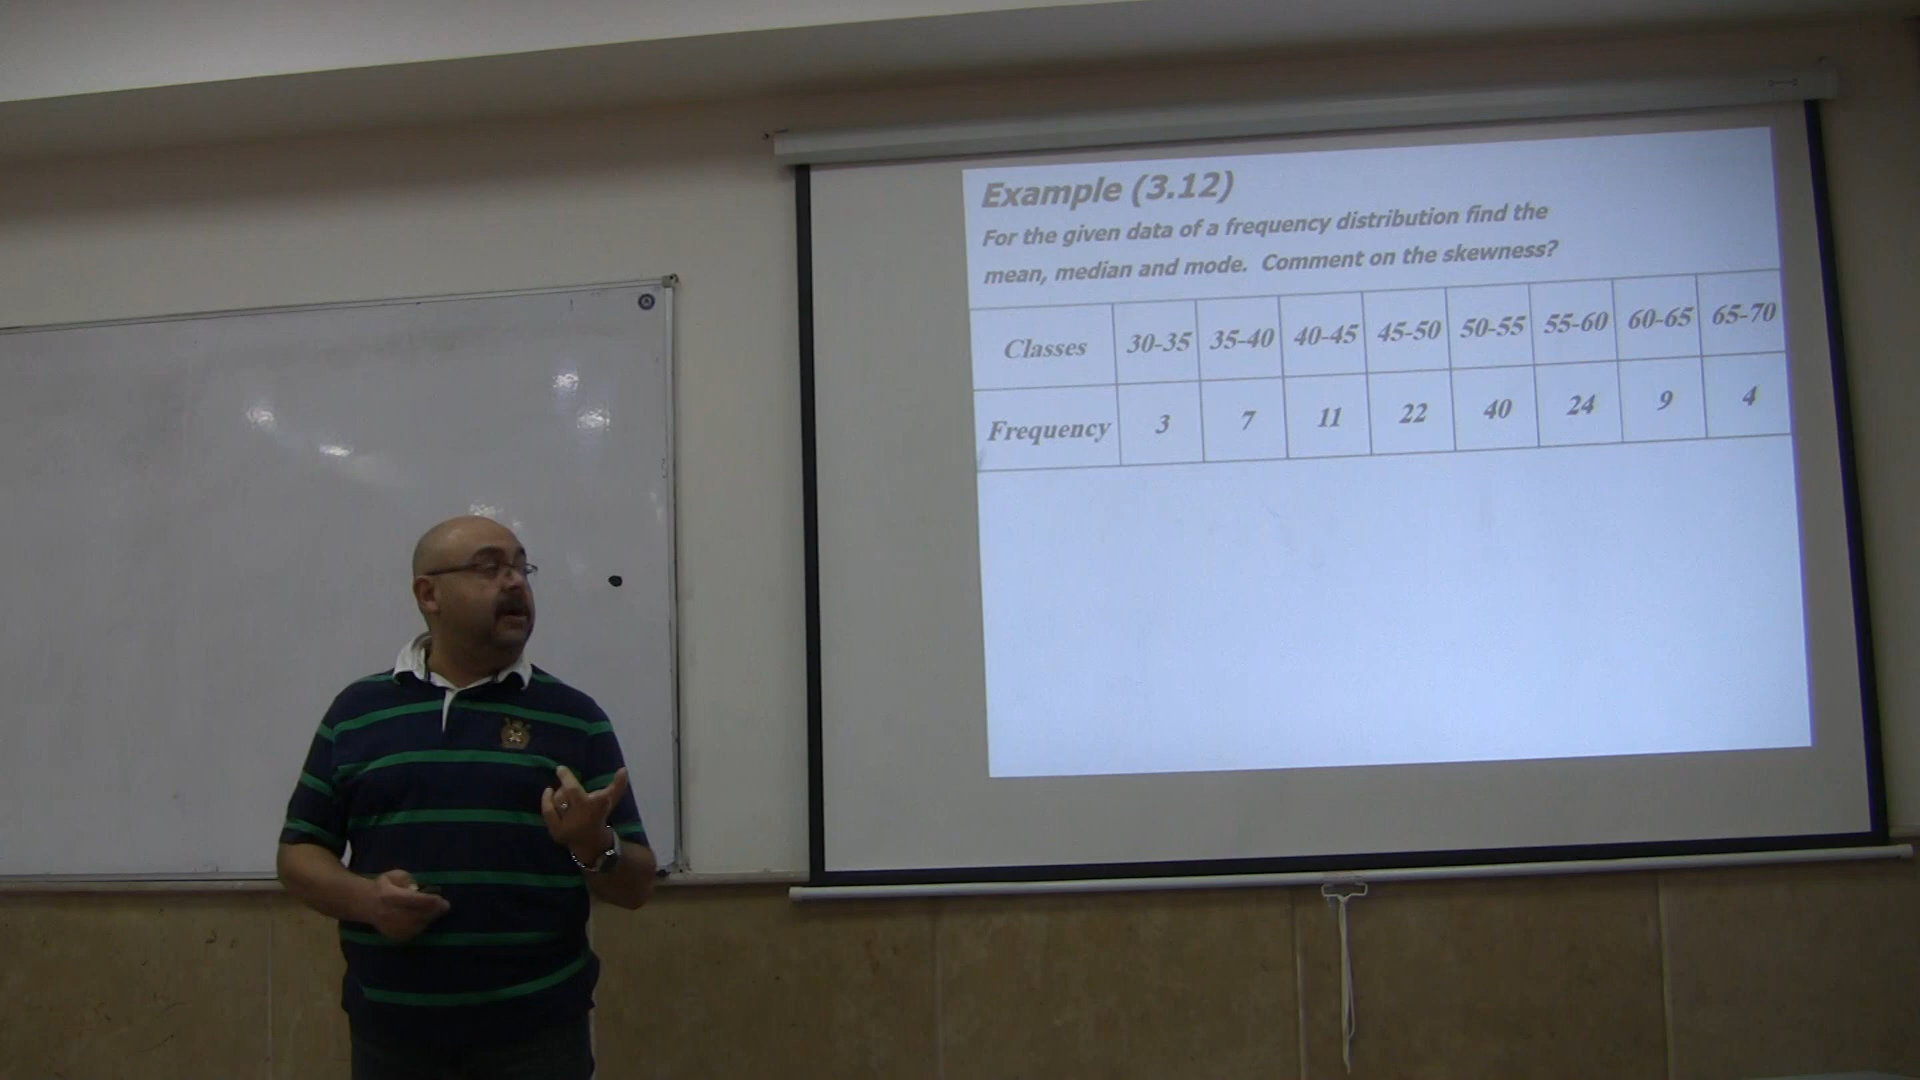 Example (3.12)
For the given data of a frequency distribution find the
mean, median and mode. Comment on the skewness?
Classes 30-35 35-40 40-45 45-50 50-55 55-60 60-65 65-70
Frequency 3 7 11 22 40 24 9 4